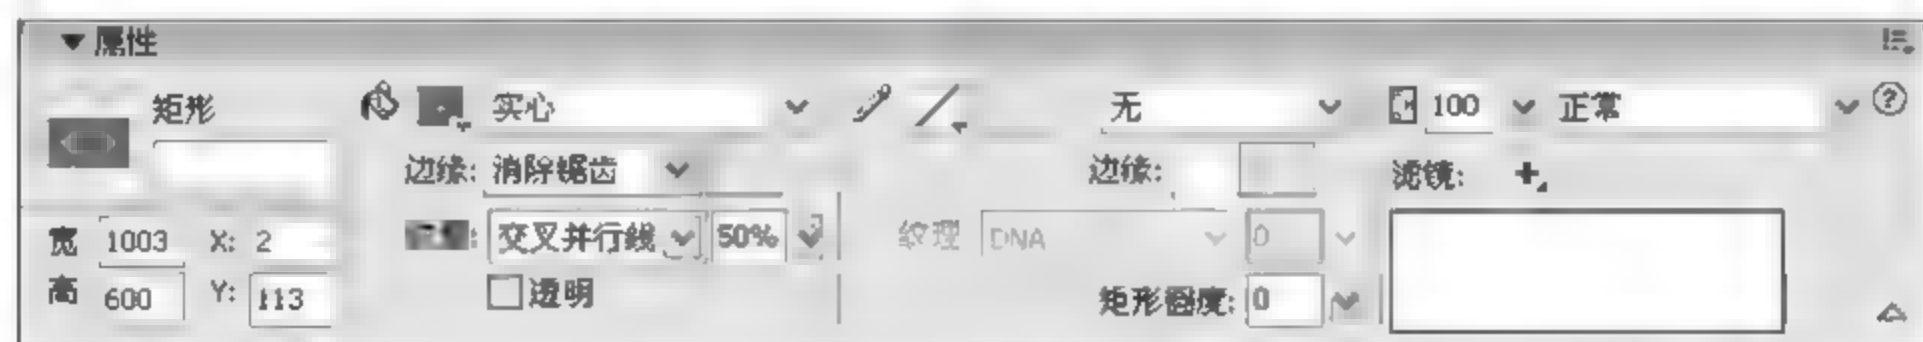 属性
矩形 实心 无 100 正常
边缘: 消除锯齿 边缘: 滤镜:
宽 1003 X: 2 交叉并行线 50% 纹理 DNA 0
高 600 Y: 113 透明 矩形圆度: 0